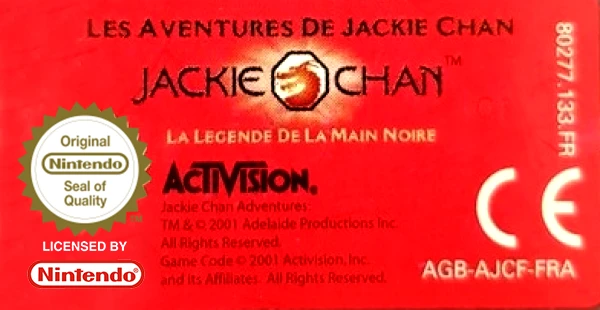 LES AVENTURES DE JACKIE CHAN
JACKIE CHAN™
LA LEGENDE DE LA MAIN NOIRE
80277.133.FR
Original
Nintendo
Seal of
Quality
LICENSED BY
Nintendo®
ACTIVISION®
Jackie Chan Adventures:
TM & © 2001 Adelaide Productions Inc.
All Rights Reserved.
Game Code © 2001 Activision, Inc.
and its Affiliates. All Rights Reserved.
CE
AGB-AJCF-FRA